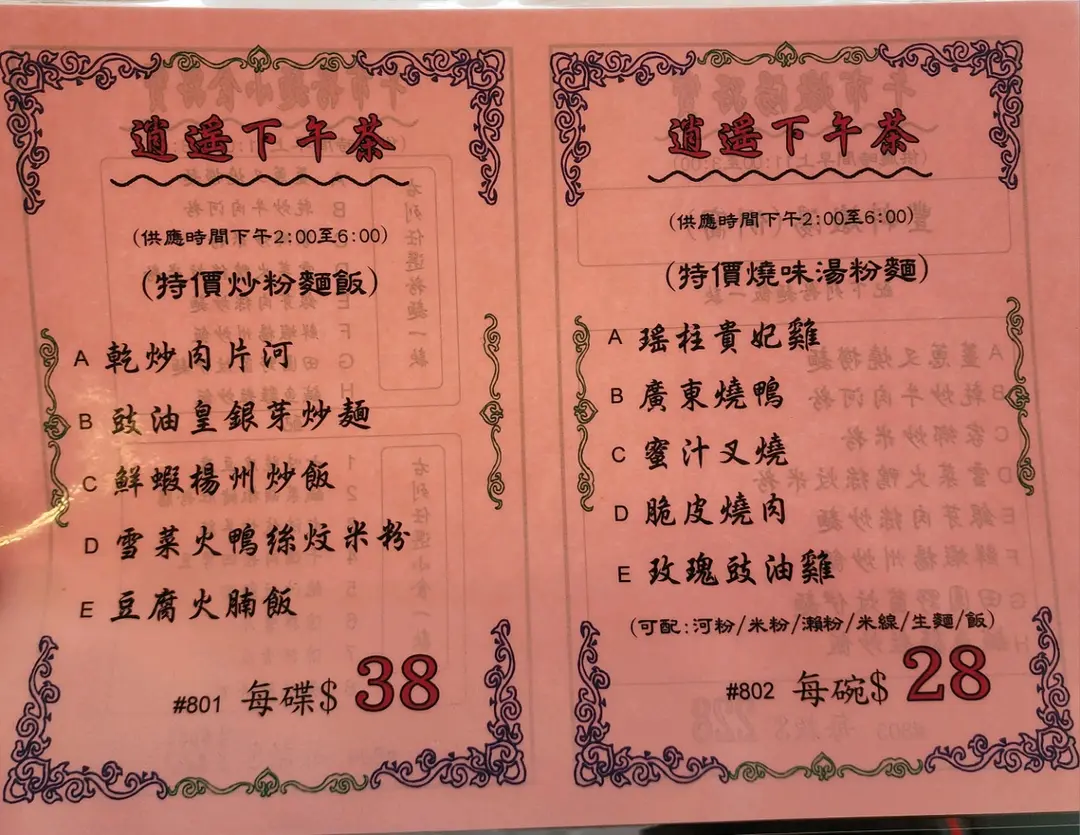 逍遙下午茶
(供應時間下午2:00至6:00)
(特價炒粉麵飯)
A 乾炒肉片河
B 豉油皇銀芽炒麵
C 鮮蝦楊州炒飯
D 雪菜火鴨絲炆米粉
E 豆腐火腩飯
#801 每碟$ 38
逍遙下午茶
(供應時間下午2:00至6:00)
(特價燒味湯粉麵)
A 瑤柱貴妃雞
B 廣東燒鴨
C 蜜汁叉燒
D 脆皮燒肉
E 玫瑰豉油雞
(可配:河粉/米粉/瀨粉/米線/生麵/飯)
#802 每碗$ 28